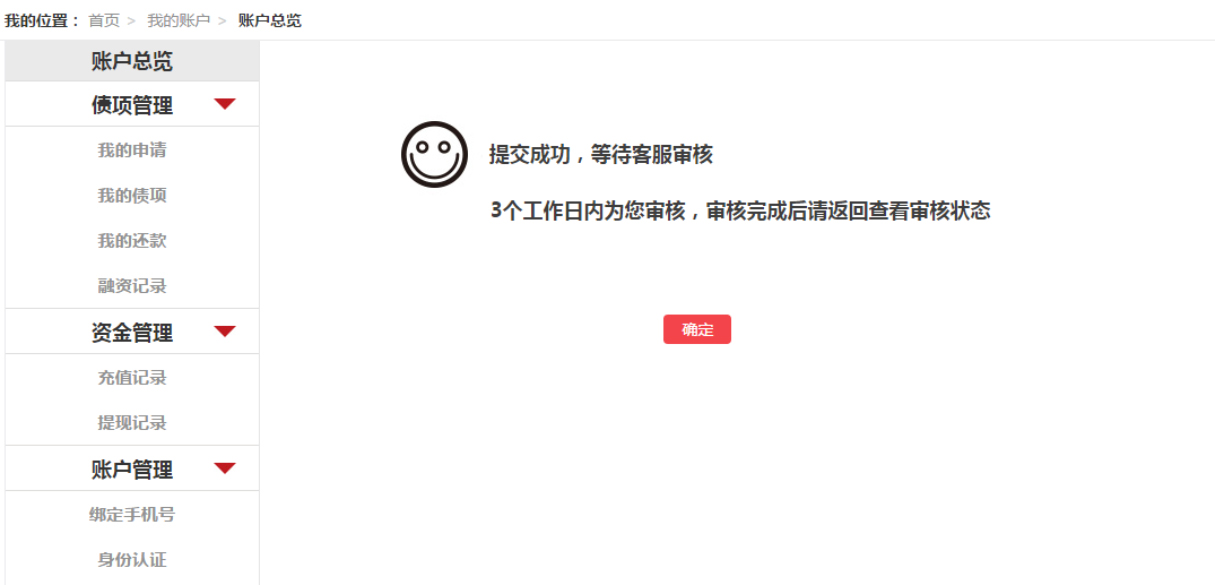 我的位置：首页 > 我的账户 > 账户总览
账户总览
债项管理
我的申请
我的债项
我的还款
融资记录
资金管理
充值记录
提现记录
账户管理
绑定手机号
身份认证
提交成功，等待客服审核
3个工作日内为您审核，审核完成后请返回查看审核状态
确定